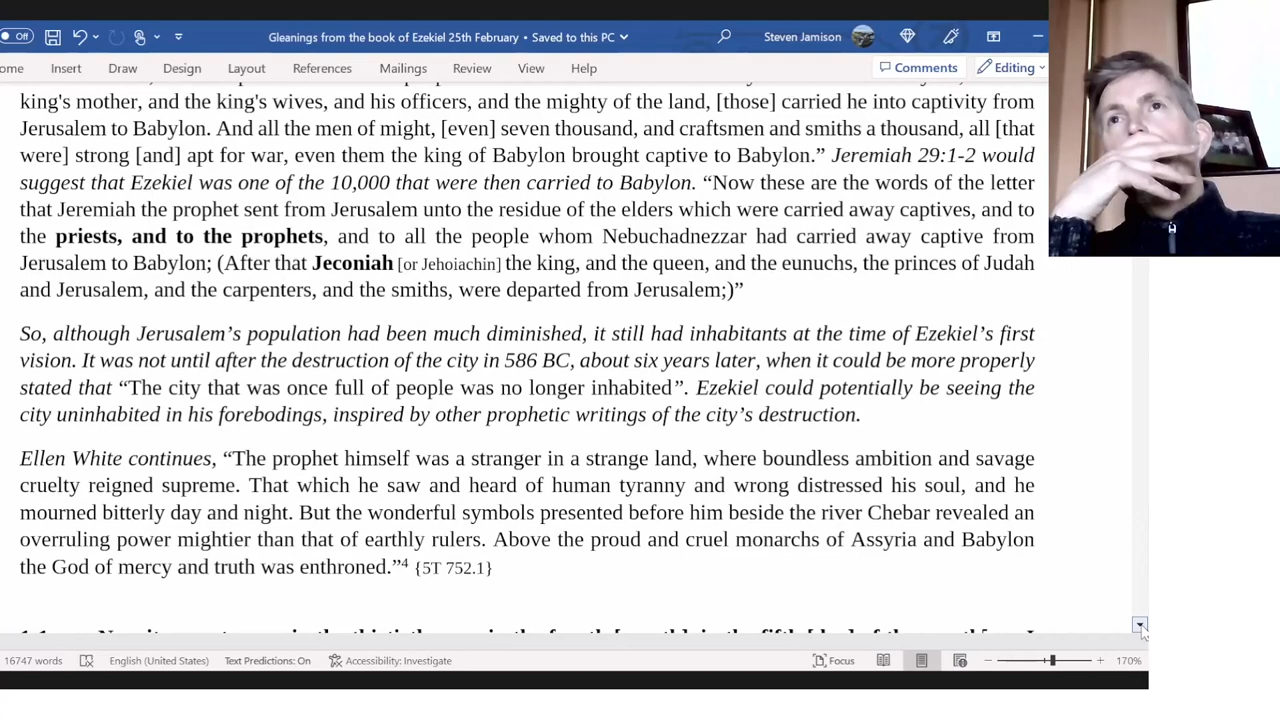 Off
Gleanings from the book of Ezekiel 25th February • Saved to this PC
Steven Jamison
ome Insert Draw Design Layout References Mailings Review View Help Comments Editing
king's mother, and the king's wives, and his officers, and the mighty of the land, [those] carried he into captivity from
Jerusalem to Babylon. And all the men of might, [even] seven thousand, and craftsmen and smiths a thousand, all [that
were] strong [and] apt for war, even them the king of Babylon brought captive to Babylon.” Jeremiah 29:1-2 would
suggest that Ezekiel was one of the 10,000 that were then carried to Babylon. “Now these are the words of the letter
that Jeremiah the prophet sent from Jerusalem unto the residue of the elders which were carried away captives, and to
the priests, and to the prophets, and to all the people whom Nebuchadnezzar had carried away captive from
Jerusalem to Babylon; (After that Jeconiah [or Jehoiachin] the king, and the queen, and the eunuchs, the princes of Judah
and Jerusalem, and the carpenters, and the smiths, were departed from Jerusalem;)”
So, although Jerusalem’s population had been much diminished, it still had inhabitants at the time of Ezekiel’s first
vision. It was not until after the destruction of the city in 586 BC, about six years later, when it could be more properly
stated that “The city that was once full of people was no longer inhabited”. Ezekiel could potentially be seeing the
city uninhabited in his forebodings, inspired by other prophetic writings of the city’s destruction.
Ellen White continues, “The prophet himself was a stranger in a strange land, where boundless ambition and savage
cruelty reigned supreme. That which he saw and heard of human tyranny and wrong distressed his soul, and he
mourned bitterly day and night. But the wonderful symbols presented before him beside the river Chebar revealed an
overruling power mightier than that of earthly rulers. Above the proud and cruel monarchs of Assyria and Babylon
the God of mercy and truth was enthroned.”⁴ {5T 752.1}
16747 words English (United States) Text Predictions: On Accessibility: Investigate Focus 170%